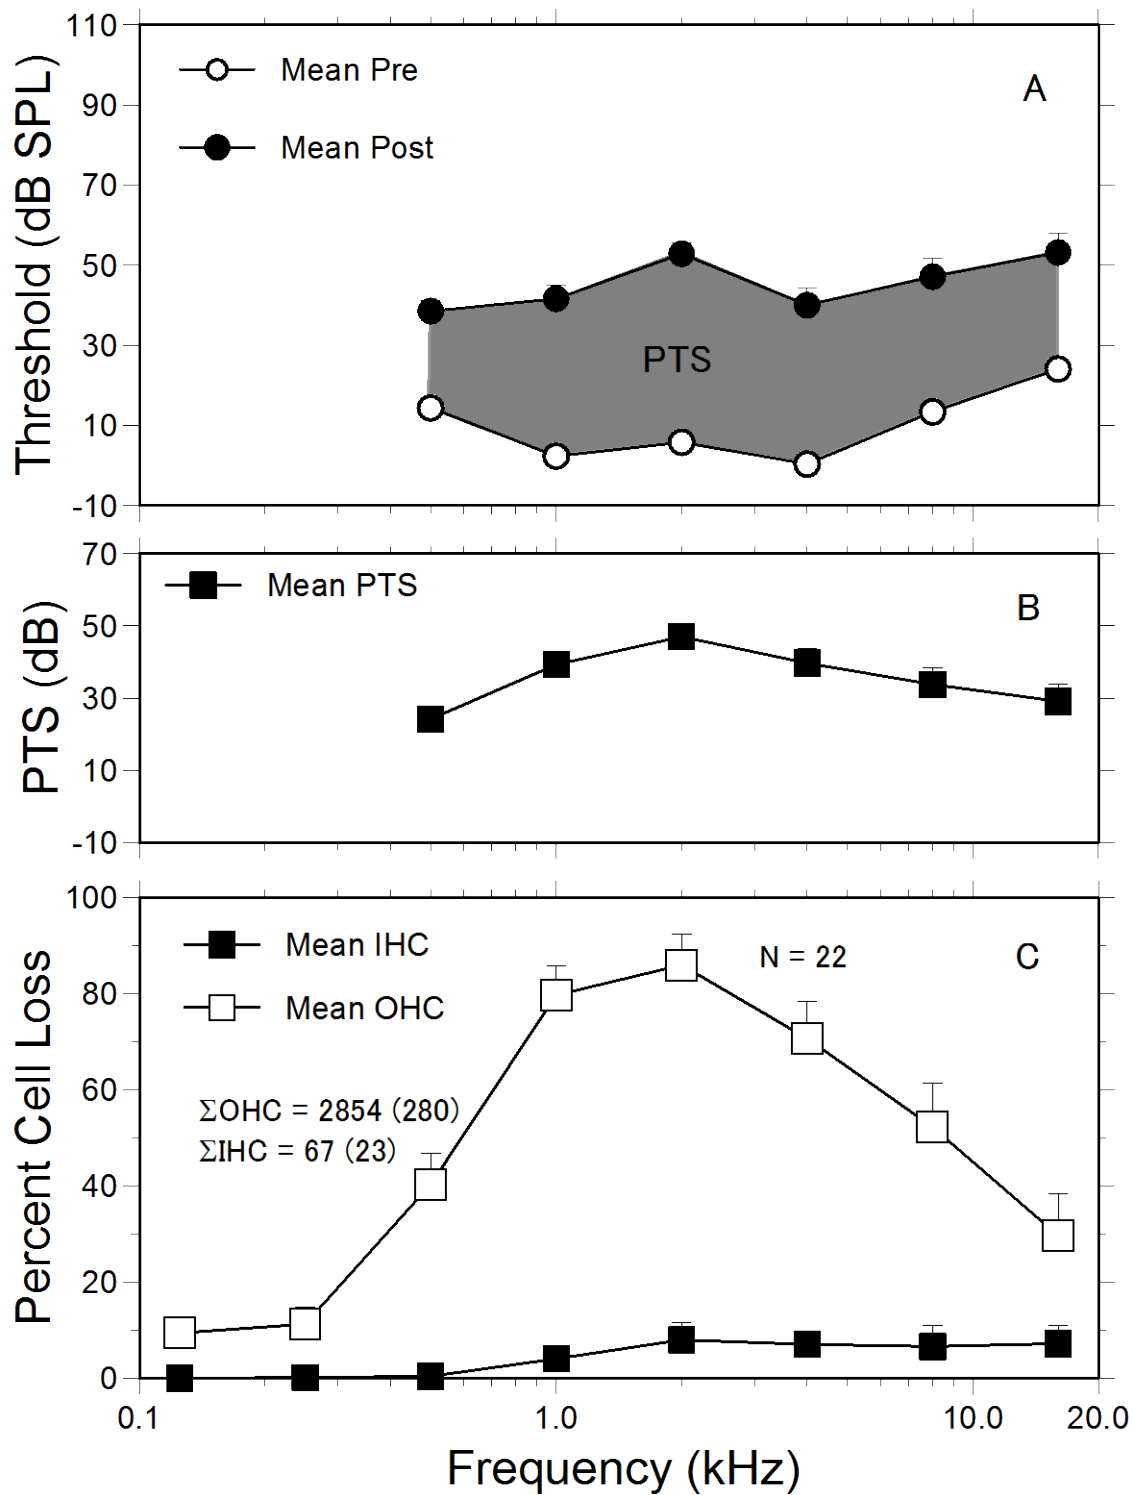 110
90
70
50
30
10
-10
Threshold (dB SPL)
Mean Pre
Mean Post
A
PTS
70
50
30
10
-10
PTS (dB)
Mean PTS
B
100
80
60
40
20
0
Percent Cell Loss
Mean IHC
Mean OHC
N = 22
C
ΣOHC = 2854 (280)
ΣIHC = 67 (23)
0.1
1.0
10.0
20.0
Frequency (kHz)